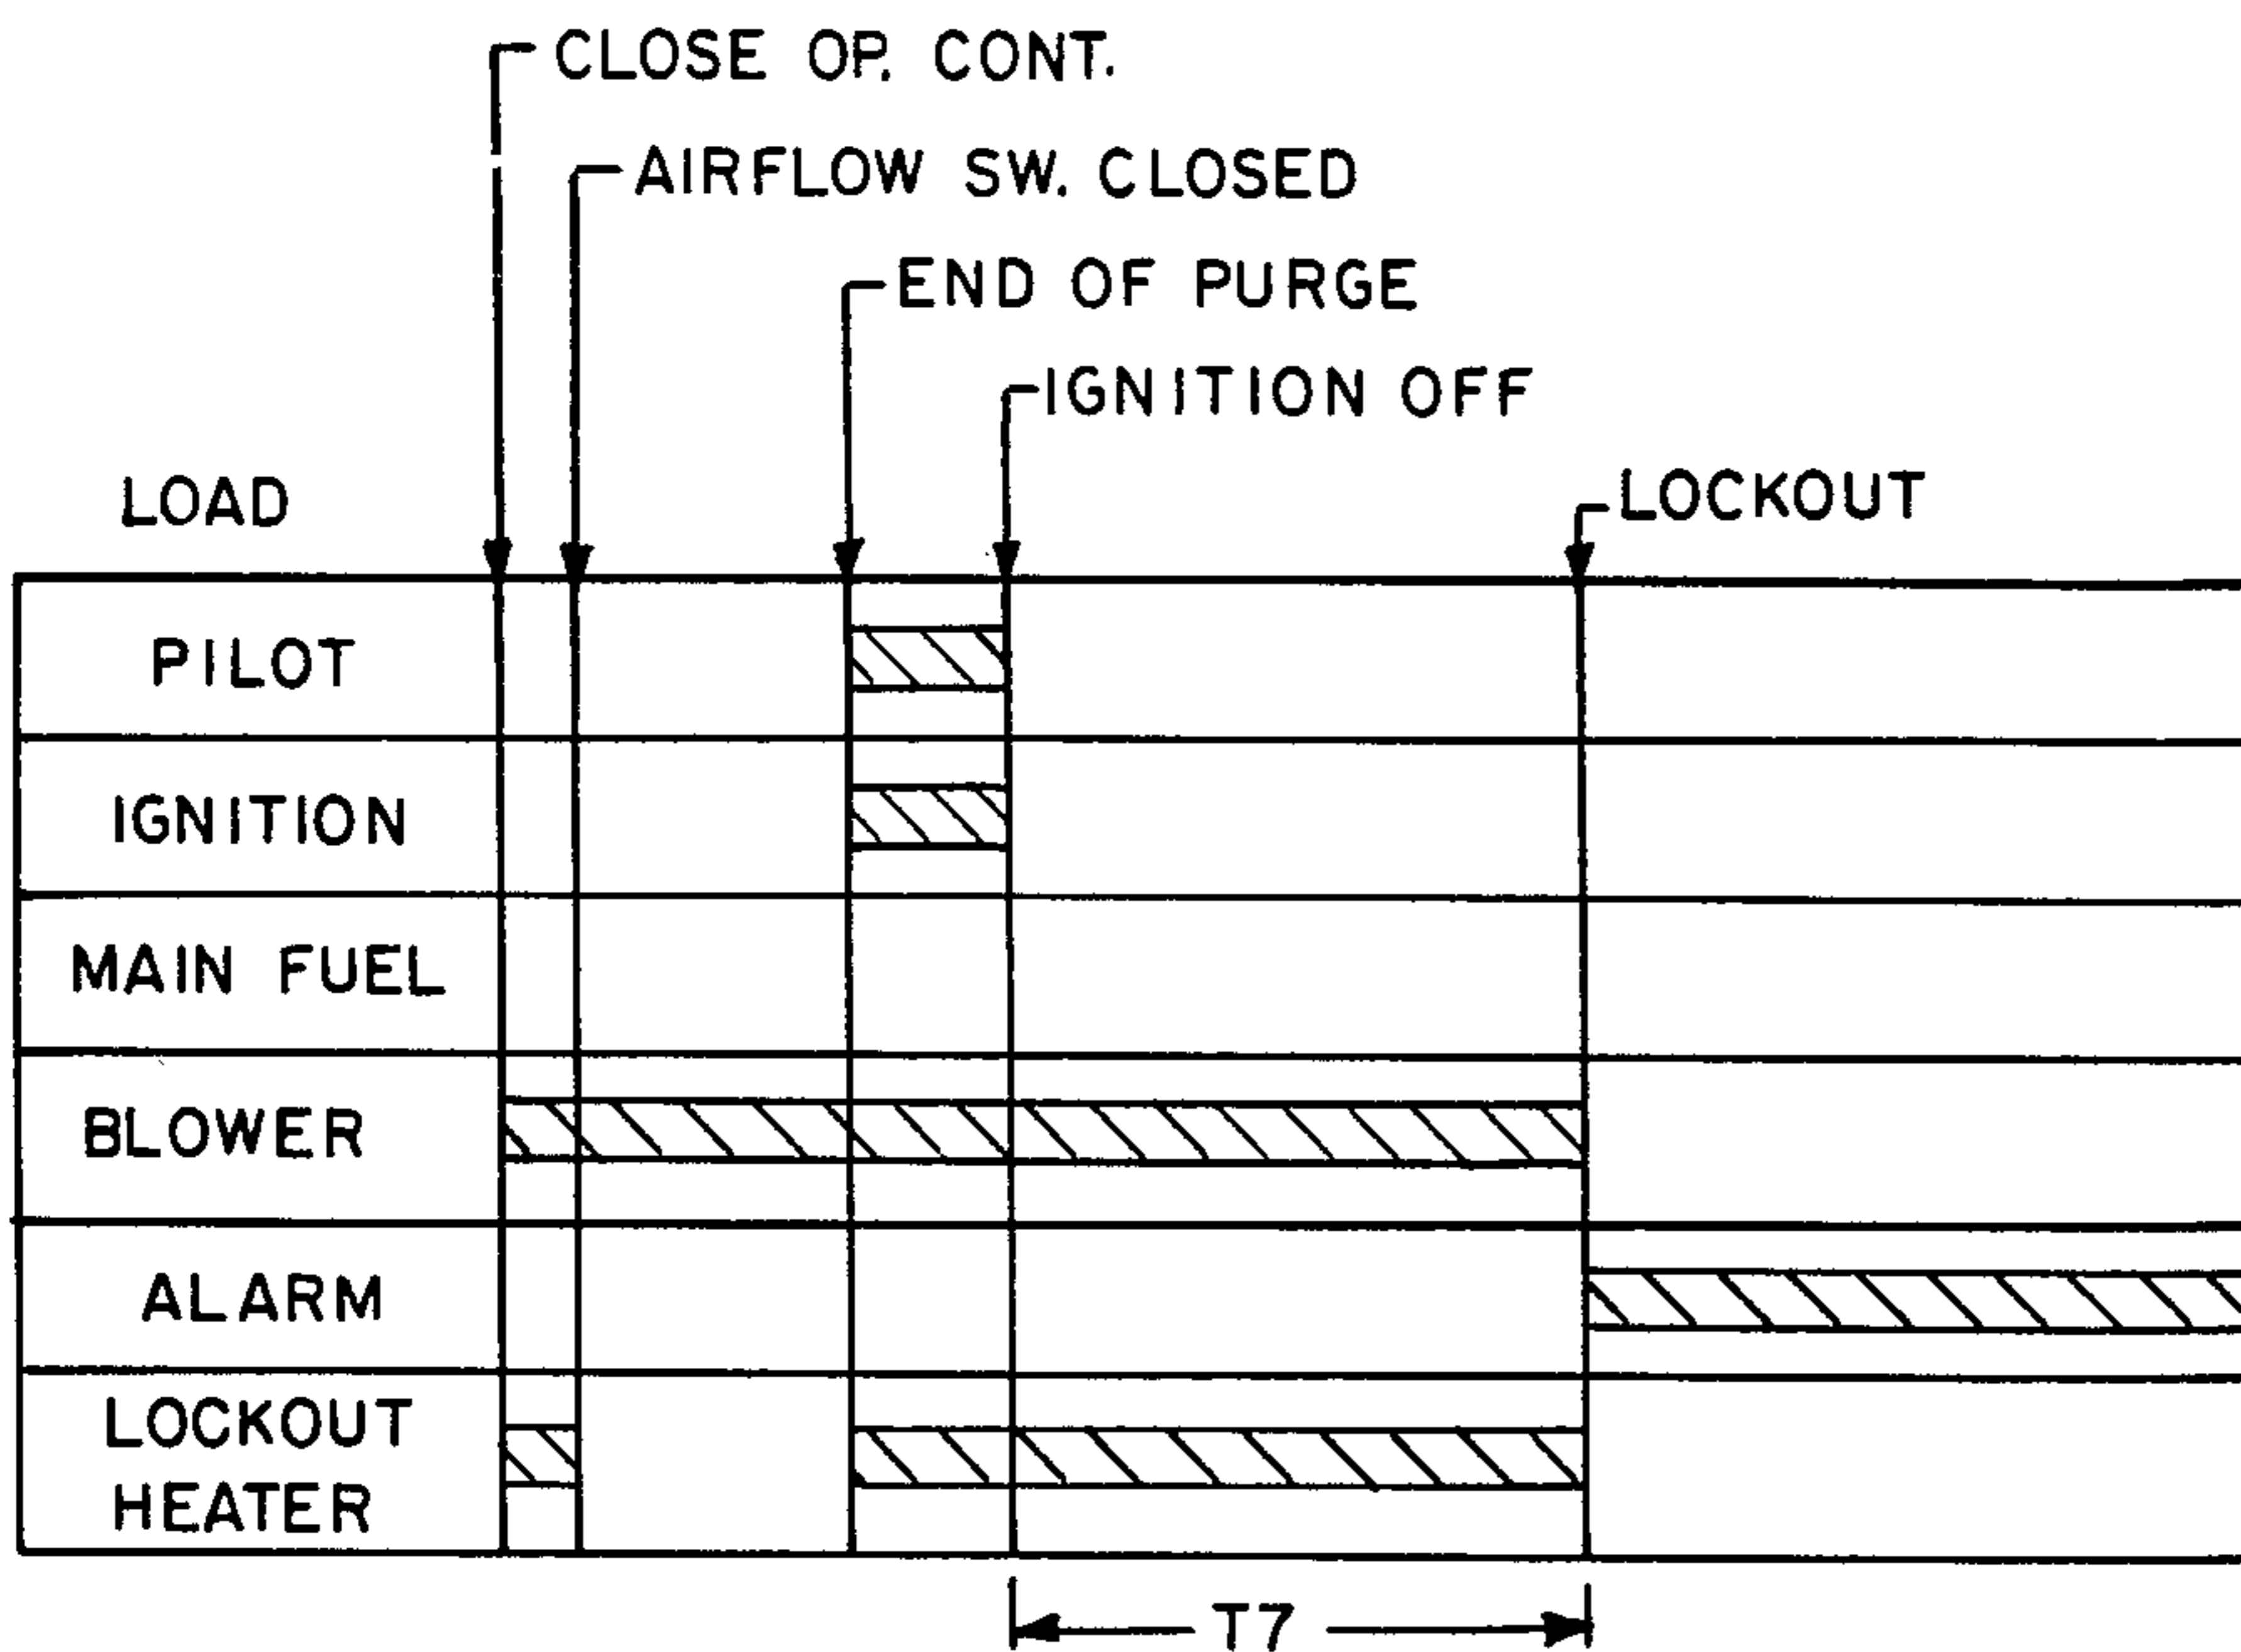 CLOSE OP. CONT.
AIRFLOW SW. CLOSED
END OF PURGE
IGNITION OFF
LOAD
LOCKOUT
PILOT
IGNITION
MAIN FUEL
BLOWER
ALARM
LOCKOUT
HEATER
T7